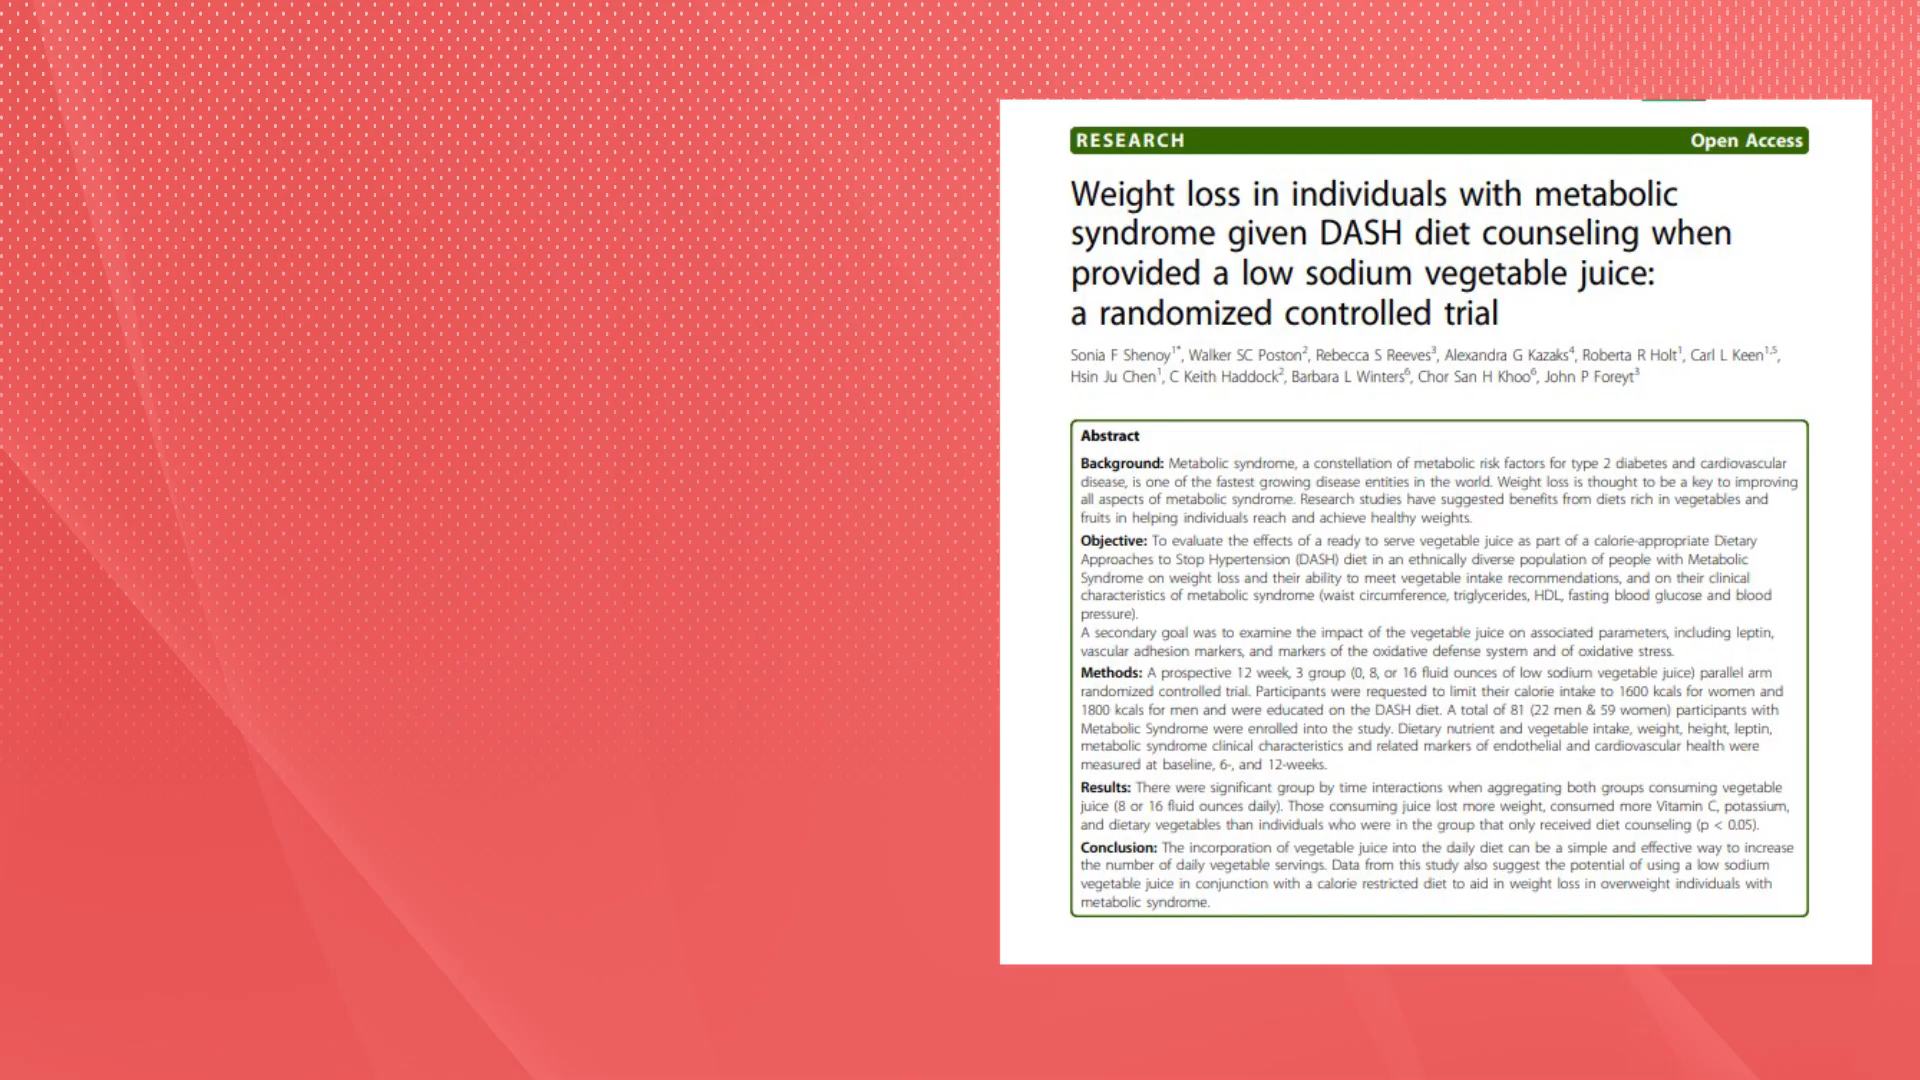 RESEARCH Open Access
Weight loss in individuals with metabolic
syndrome given DASH diet counseling when
provided a low sodium vegetable juice:
a randomized controlled trial
Sonia F Shenoy1*, Walker SC Poston2, Rebecca S Reeves3, Alexandra G Kazaks4, Roberta R Holt1, Carl L Keen1,5,
Hsin Ju Chen1, C Keith Haddock2, Barbara L Winters6, Chor San H Khoo6, John P Foreyt3
Abstract
Background: Metabolic syndrome, a constellation of metabolic risk factors for type 2 diabetes and cardiovascular
disease, is one of the fastest growing disease entities in the world. Weight loss is thought to be a key to improving
all aspects of metabolic syndrome. Research studies have suggested benefits from diets rich in vegetables and
fruits in helping individuals reach and achieve healthy weights.
Objective: To evaluate the effects of a ready to serve vegetable juice as part of a calorie-appropriate Dietary
Approaches to Stop Hypertension (DASH) diet in an ethnically diverse population of people with Metabolic
Syndrome on weight loss and their ability to meet vegetable intake recommendations, and on their clinical
characteristics of metabolic syndrome (waist circumference, triglycerides, HDL, fasting blood glucose and blood
pressure).
A secondary goal was to examine the impact of the vegetable juice on associated parameters, including leptin,
vascular adhesion markers, and markers of the oxidative defense system and of oxidative stress.
Methods: A prospective 12 week, 3 group (0, 8, or 16 fluid ounces of low sodium vegetable juice) parallel arm
randomized controlled trial. Participants were requested to limit their calorie intake to 1600 kcals for women and
1800 kcals for men and were educated on the DASH diet. A total of 81 (22 men & 59 women) participants with
Metabolic Syndrome were enrolled into the study. Dietary nutrient and vegetable intake, weight, height, leptin,
metabolic syndrome clinical characteristics and related markers of endothelial and cardiovascular health were
measured at baseline, 6-, and 12-weeks.
Results: There were significant group by time interactions when aggregating both groups consuming vegetable
juice (8 or 16 fluid ounces daily). Those consuming juice lost more weight, consumed more Vitamin C, potassium,
and dietary vegetables than individuals who were in the group that only received diet counseling (p < 0.05).
Conclusion: The incorporation of vegetable juice into the daily diet can be a simple and effective way to increase
the number of daily vegetable servings. Data from this study also suggest the potential of using a low sodium
vegetable juice in conjunction with a calorie restricted diet to aid in weight loss in overweight individuals with
metabolic syndrome.